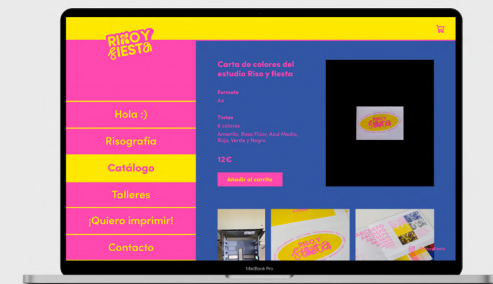 RISO Y
FIESTA
Hola :)
Risografía
Catálogo
Talleres
¡Quiero imprimir!
Contacto
Carta de colores del
estudio Riso y fiesta
Formato
A4
Tintas
6 colores
Amarillo, Rosa Flúor, Azul Medio,
Rojo, Verde y Negro
12€
Añadir al carrito
MacBook Pro